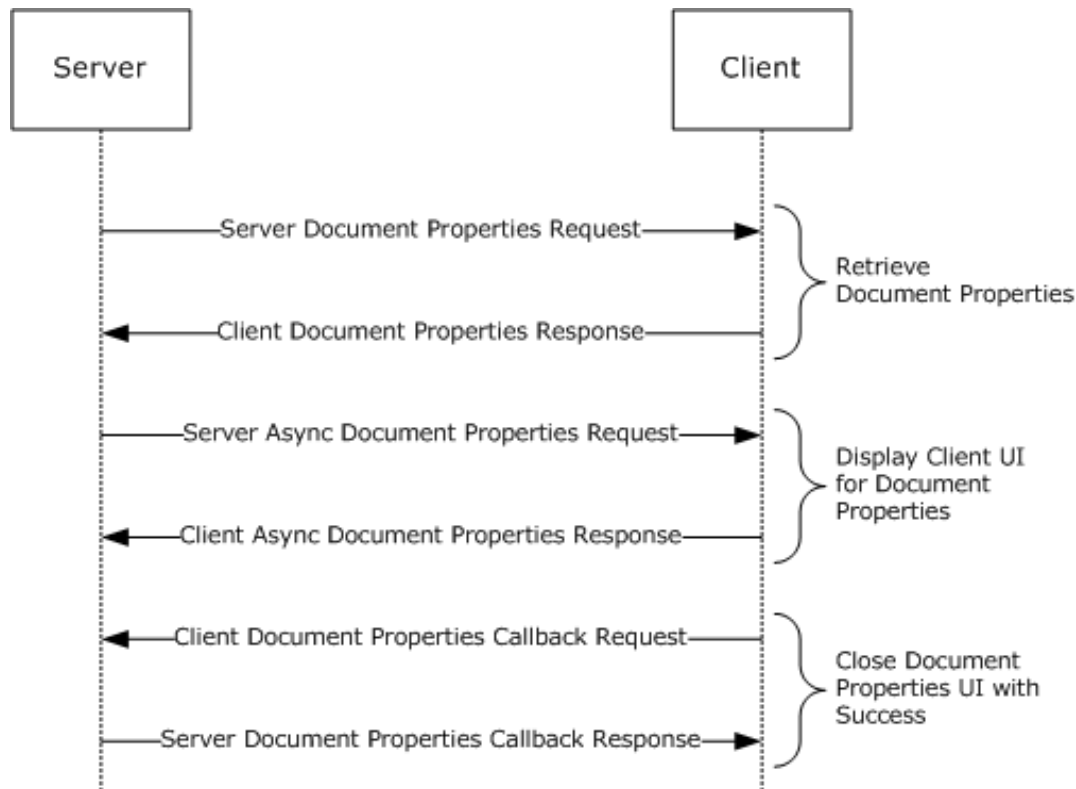 Server
Client
Server Document Properties Request
Retrieve
Document Properties
Client Document Properties Response
Server Async Document Properties Request
Display Client UI
for Document
Properties
Client Async Document Properties Response
Client Document Properties Callback Request
Close Document
Properties UI with
Success
Server Document Properties Callback Response